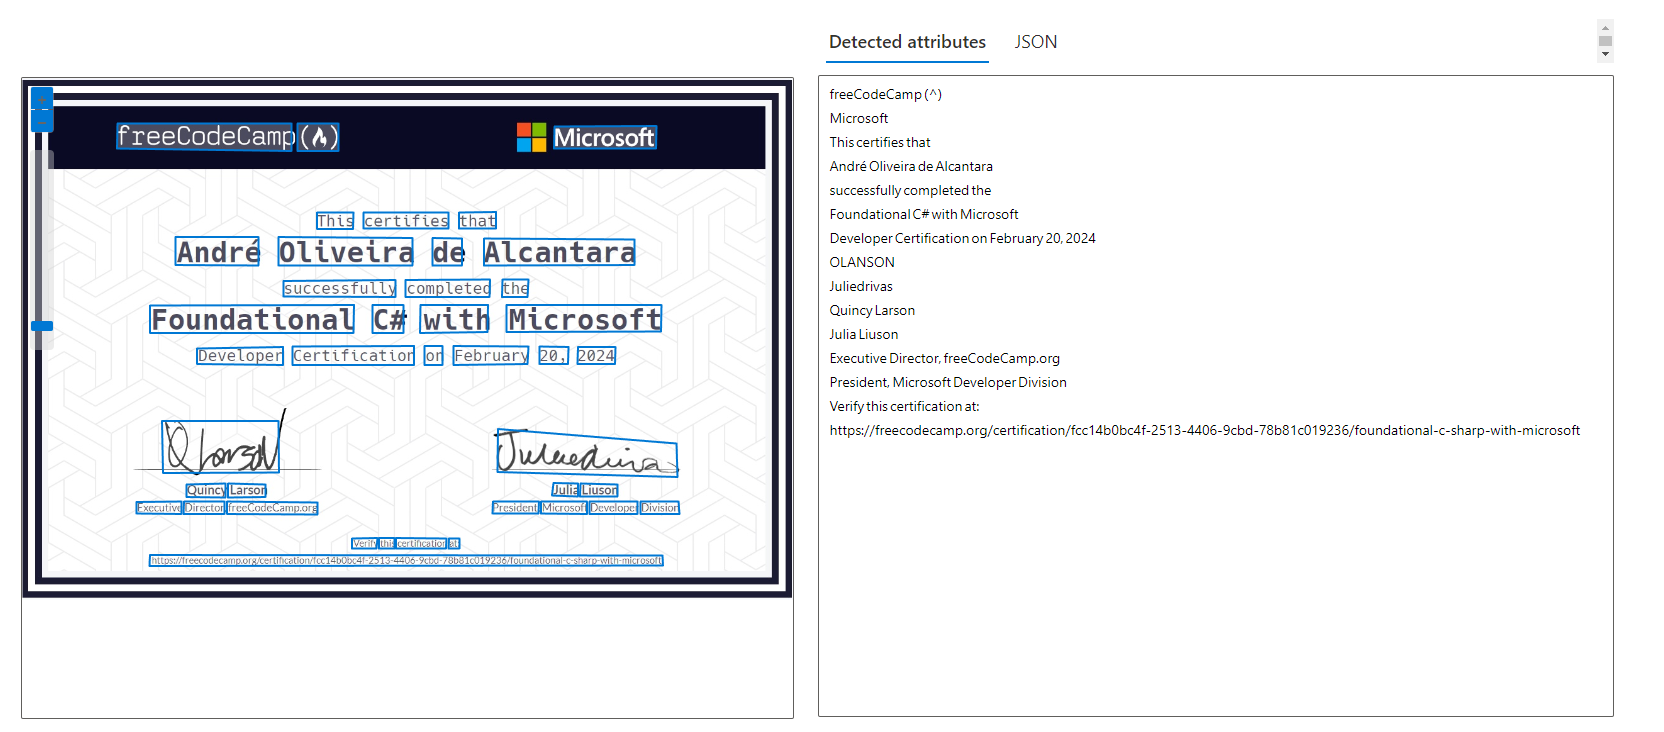 Detected attributes
JSON
freeCodeCamp(🔥)
Microsoft
This certifies that
André Oliveira de Alcantara
successfully completed the
Foundational C# with Microsoft
Developer Certification on February 20, 2024
Quincy Larson
Executive Director, freeCodeCamp.org
Julia Liuson
President, Microsoft Developer Division
Verify this certification at:
https://freecodecamp.org/certification/fcc14b0bc4f-2513-4406-9cbd-78b81c019236/foundational-c-sharp-with-microsoft
freeCodeCamp (^)
Microsoft
This certifies that
André Oliveira de Alcantara
successfully completed the
Foundational C# with Microsoft
Developer Certification on February 20, 2024
OLANSON
Juliedrivas
Quincy Larson
Julia Liuson
Executive Director, freeCodeCamp.org
President, Microsoft Developer Division
Verify this certification at:
https://freecodecamp.org/certification/fcc14b0bc4f-2513-4406-9cbd-78b81c019236/foundational-c-sharp-with-microsoft